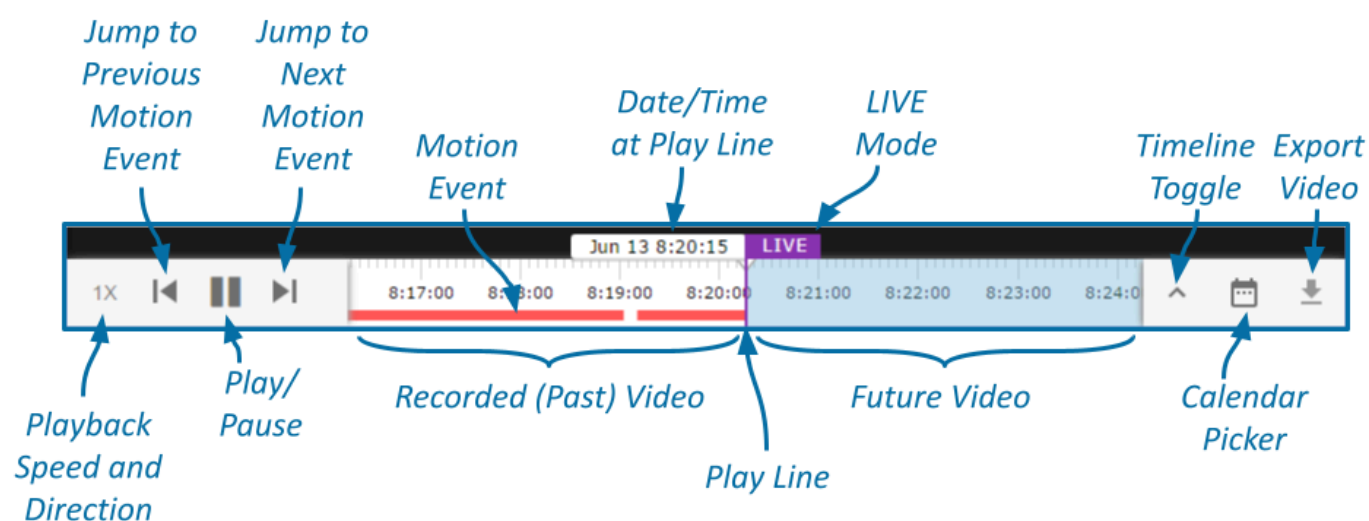 Jump to
Previous
Motion
Event
Jump to
Next
Motion
Event
Motion
Event
Date/Time
at Play Line
LIVE
Mode
Timeline
Toggle
Export
Video
Jun 13 8:20:15
LIVE
1X
8:17:00
8:18:00
8:19:00
8:20:00
8:21:00
8:22:00
8:23:00
8:24:0
Playback
Speed and
Direction
Play/
Pause
Recorded (Past) Video
Play Line
Future Video
Calendar
Picker